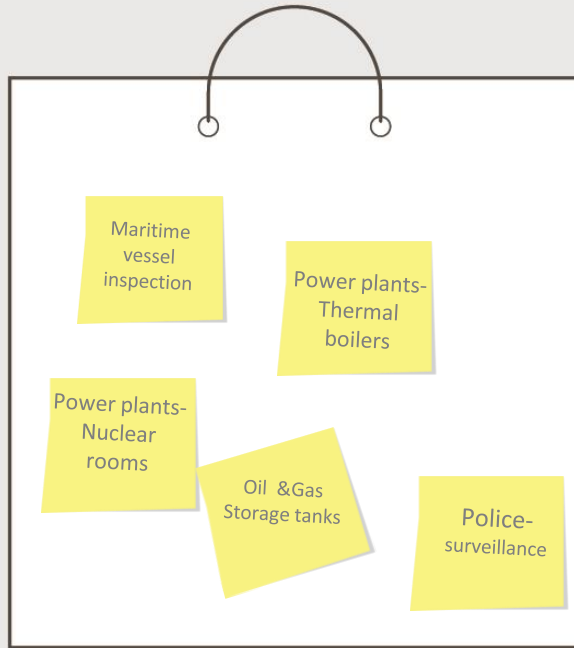 Maritime
vessel
inspection
Power plants-
Thermal
boilers
Power plants-
Nuclear
rooms
Oil &Gas
Storage tanks
Police-
surveillance